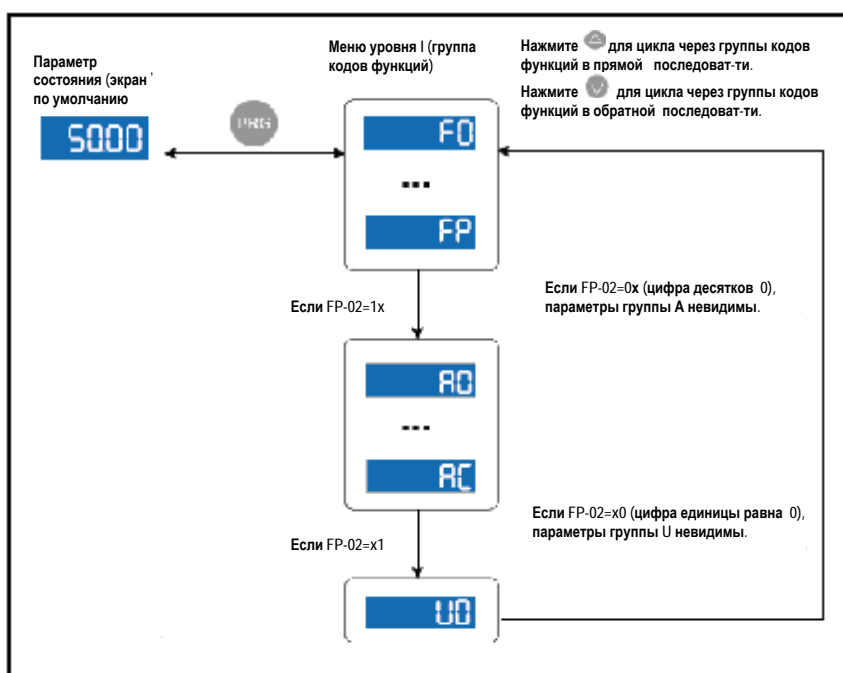 Параметр
состояния (экран '
по умолчанию
50.00
PRG
Меню уровня I (группа
кодов функций)
F0
...
FP
Нажмите для цикла через группы кодов
функций в прямой последоват-ти.
Нажмите для цикла через группы кодов
функций в обратной последоват-ти.
Если FP-02=1x
Если FP-02=0x (цифра десятков 0),
параметры группы А невидимы.
A0
...
AC
Если FP-02=x1
Если FP-02=x0 (цифра единицы равна 0),
параметры группы U невидимы.
U0